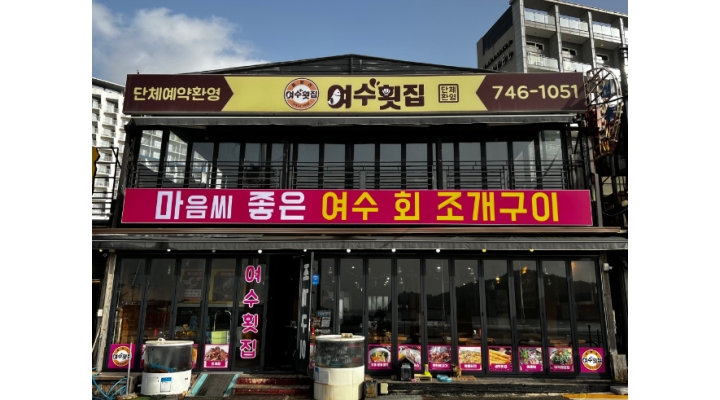 단체예약환영 여수횟집 여수횟집 단체 환영 746-1051
마음씨 좋은 여수 회 조개구이
여수횟집